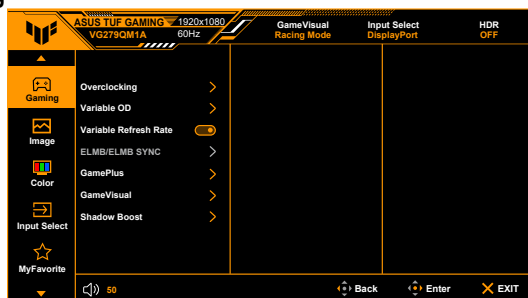 ASUS TUF GAMING 1920x1080
VG279QM1A 60Hz
GameVisual
Racing Mode
Input Select
DisplayPort
HDR
OFF
Gaming
Image
Color
Input Select
MyFavorite
Overclocking
Variable OD
Variable Refresh Rate
ELMB/ELMB SYNC
GamePlus
GameVisual
Shadow Boost
50
Back
Enter
EXIT